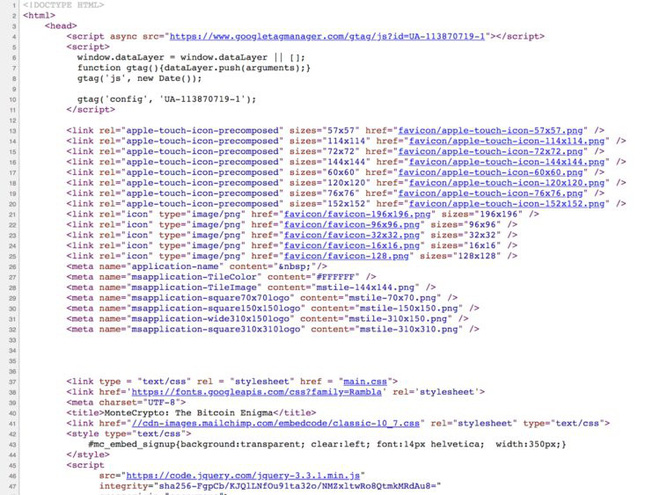 1 <!DOCTYPE HTML>
2 <html>
3 <head>
4 <script async src="https://www.googletagmanager.com/gtag/js?id=UA-113870719-1"></script>
5 <script>
6 window.dataLayer = window.dataLayer || [];
7 function gtag(){dataLayer.push(arguments);}
8 gtag('js', new Date());
9
10 gtag('config', 'UA-113870719-1');
11 </script>
12
13 <link rel="apple-touch-icon-precomposed" sizes="57x57" href="favicon/apple-touch-icon-57x57.png" />
14 <link rel="apple-touch-icon-precomposed" sizes="114x114" href="favicon/apple-touch-icon-114x114.png" />
15 <link rel="apple-touch-icon-precomposed" sizes="72x72" href="favicon/apple-touch-icon-72x72.png" />
16 <link rel="apple-touch-icon-precomposed" sizes="144x144" href="favicon/apple-touch-icon-144x144.png" />
17 <link rel="apple-touch-icon-precomposed" sizes="60x60" href="favicon/apple-touch-icon-60x60.png" />
18 <link rel="apple-touch-icon-precomposed" sizes="120x120" href="favicon/apple-touch-icon-120x120.png" />
19 <link rel="apple-touch-icon-precomposed" sizes="76x76" href="favicon/apple-touch-icon-76x76.png" />
20 <link rel="apple-touch-icon-precomposed" sizes="152x152" href="favicon/apple-touch-icon-152x152.png" />
21 <link rel="icon" type="image/png" href="favicon/favicon-196x196.png" sizes="196x196" />
22 <link rel="icon" type="image/png" href="favicon/favicon-96x96.png" sizes="96x96" />
23 <link rel="icon" type="image/png" href="favicon/favicon-32x32.png" sizes="32x32" />
24 <link rel="icon" type="image/png" href="favicon/favicon-16x16.png" sizes="16x16" />
25 <link rel="icon" type="image/png" href="favicon/favicon-128.png" sizes="128x128" />
26 <meta name="application-name" content="&nbsp;"/>
27 <meta name="msapplication-TileColor" content="#FFFFFF" />
28 <meta name="msapplication-TileImage" content="mstile-144x144.png" />
29 <meta name="msapplication-square70x70logo" content="mstile-70x70.png" />
30 <meta name="msapplication-square150x150logo" content="mstile-150x150.png" />
31 <meta name="msapplication-wide310x150logo" content="mstile-310x150.png" />
32 <meta name="msapplication-square310x310logo" content="mstile-310x310.png" />
33
34
35
36
37 <link type = "text/css" rel = "stylesheet" href = "main.css">
38 <link href='https://fonts.googleapis.com/css?family=Rambla' rel='stylesheet'>
39 <meta charset="UTF-8">
40 <title>MonteCrypto: The Bitcoin Enigma</title>
41 <link href="//cdn-images.mailchimp.com/embedcode/classic-10_7.css" rel="stylesheet" type="text/css">
42 <style type="text/css">
43 #mc_embed_signup{background:transparent; clear:left; font:14px helvetica; width:350px;}
44 </style>
45 <script
46 src="https://code.jquery.com/jquery-3.3.1.min.js"
47